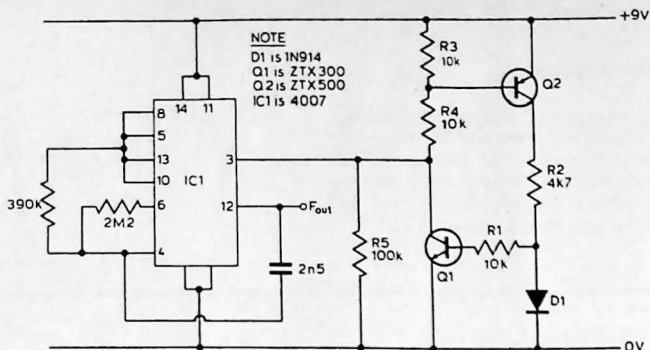 +9V
NOTE
D1 is 1N914
Q1 is ZTX300
Q2 is ZTX500
IC1 is 4007
R3
10k
Q2
14 11
8
5
13
10
6
4
IC1
3
12
R4
10k
390k
2M2
Fout
2n5
R5
100k
R2
4k7
R1
10k
Q1
D1
0V